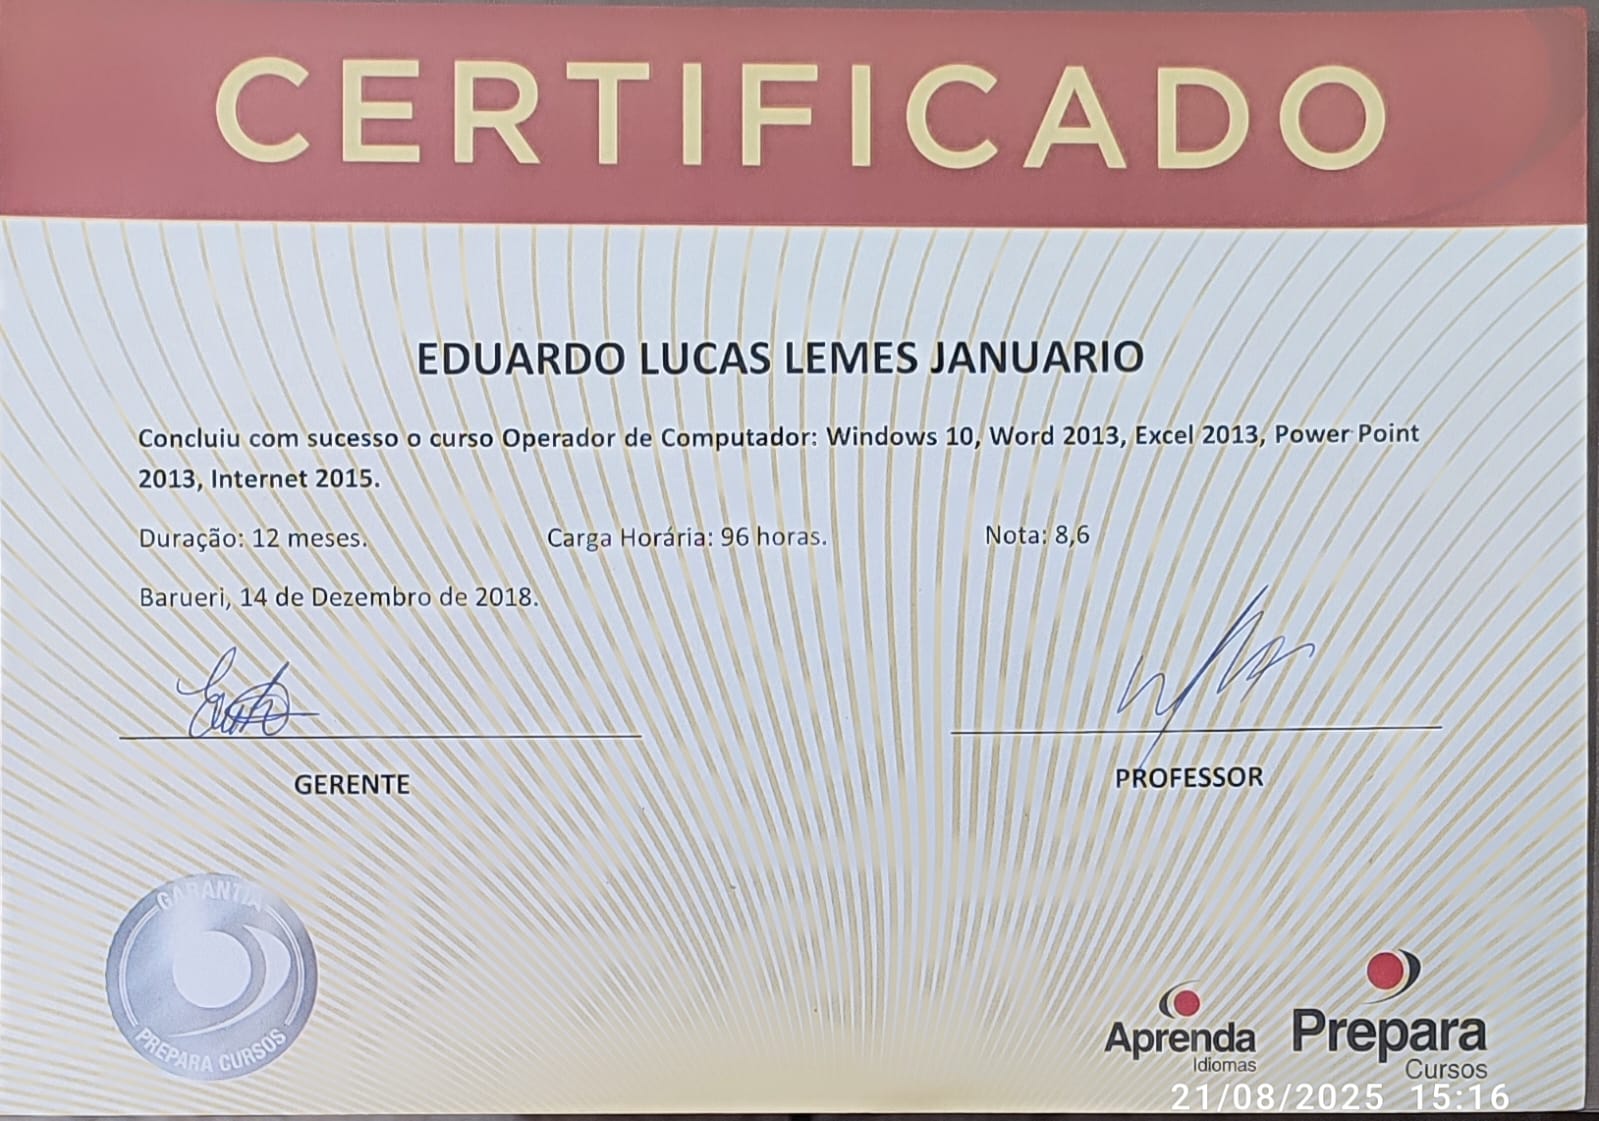 CERTIFICADO
EDUARDO LUCAS LEMES JANUARIO
Concluiu com sucesso o curso Operador de Computador: Windows 10, Word 2013, Excel 2013, Power Point
2013, Internet 2015.
Duração: 12 meses. Carga Horária: 96 horas. Nota: 8,6
Barueri, 14 de Dezembro de 2018.
GERENTE PROFESSOR
GARANTIA
PREPARA CURSOS
Aprenda
Idiomas
Prepara
Cursos
21/08/2025 15:16